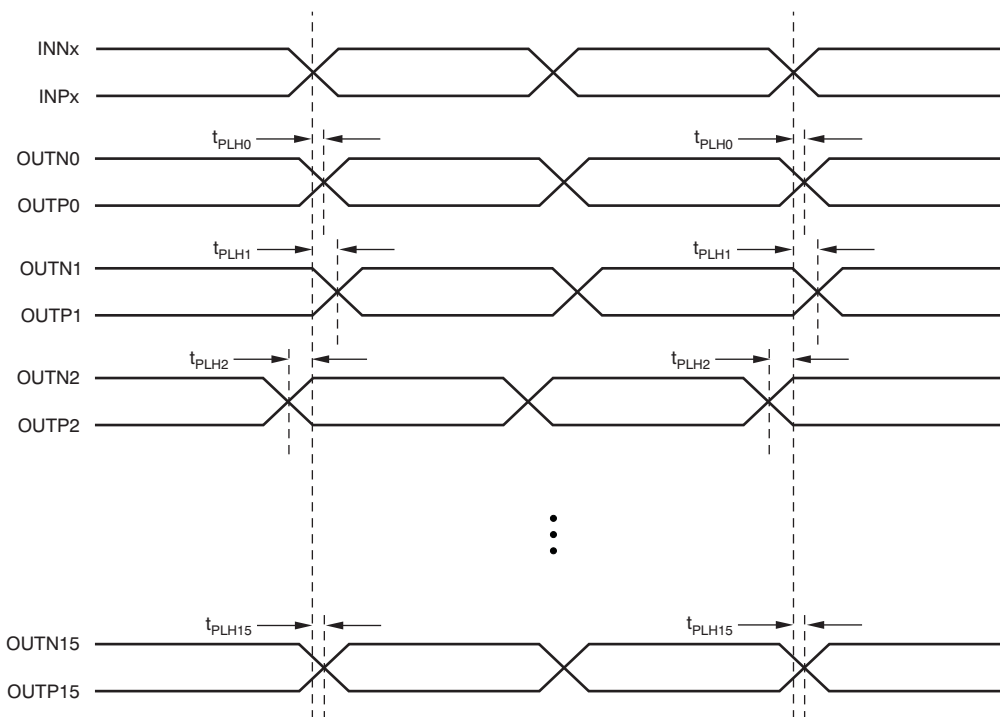 INNx
INPx
tPLH0 tPLH0
OUTN0
OUTP0
tPLH1 tPLH1
OUTN1
OUTP1
tPLH2 tPLH2
OUTN2
OUTP2
tPLH15 tPLH15
OUTN15
OUTP15